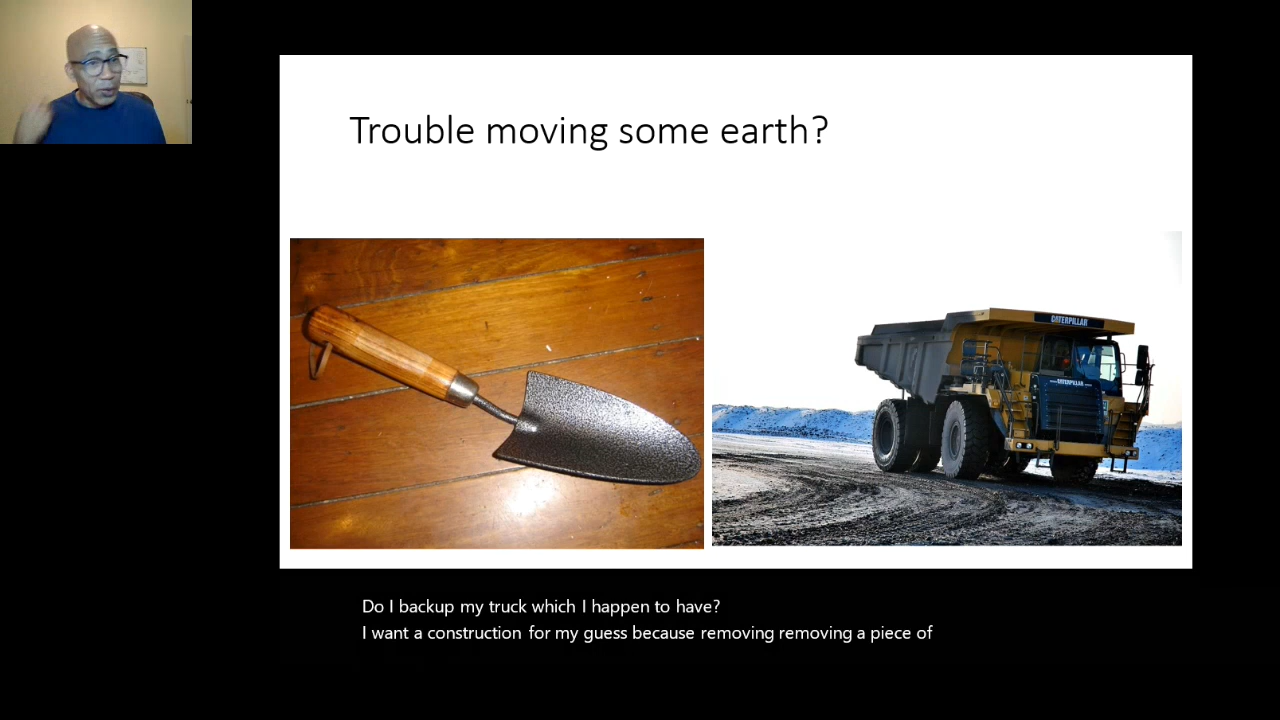 Trouble moving some earth?
CATERPILLAR
CATERPILLAR
Do I backup my truck which I happen to have?
I want a construction for my guess because removing removing a piece of